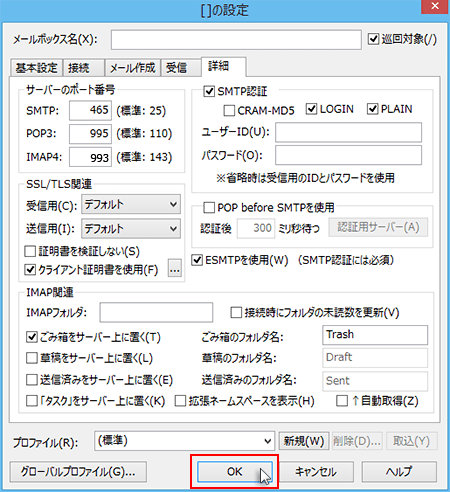 []の設定
メールボックス名(X): 巡回対象(/)
基本設定 接続 メール作成 受信 詳細
サーバーのポート番号
SMTP: 465 (標準: 25)
POP3: 995 (標準: 110)
IMAP4: 993 (標準: 143)
SMTP認証
CRAM-MD5 LOGIN PLAIN
ユーザーID(U):
パスワード(O):
※省略時は受信用のIDとパスワードを使用
SSL/TLS関連
受信用(C): デフォルト
送信用(I): デフォルト
証明書を検証しない(S)
クライアント証明書を使用(F) ...
POP before SMTPを使用
認証後 300 ミリ秒待つ 認証用サーバー(A)
ESMTPを使用(W) (SMTP認証には必須)
IMAP関連
IMAPフォルダ: 接続時にフォルダの未読数を更新(V)
ごみ箱をサーバー上に置く(T) ごみ箱のフォルダ名: Trash
草稿をサーバー上に置く(L) 草稿のフォルダ名: Draft
送信済みをサーバー上に置く(E) 送信済みのフォルダ名: Sent
「タスク」をサーバー上に置く(K) 拡張ネームスペースを表示(H) ↑自動取得(Z)
プロファイル(R): (標準) 新規(W) 削除(D)... 取込(Y)
グローバルプロファイル(G)... OK キャンセル ヘルプ